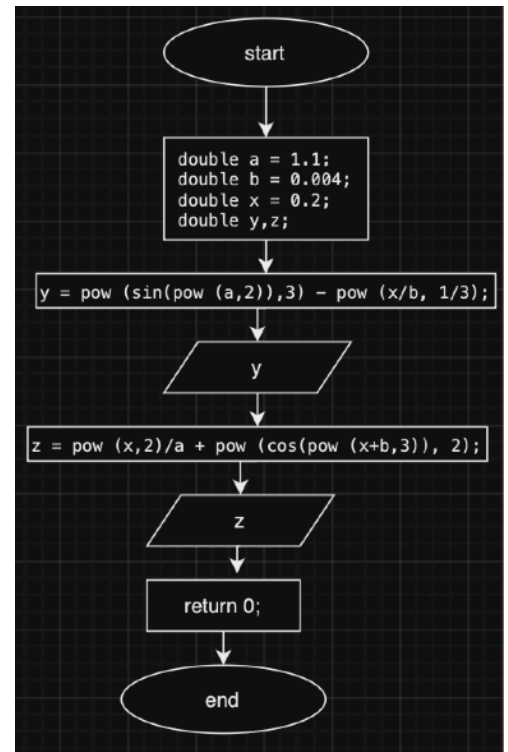 start
double a = 1.1;
double b = 0.004;
double x = 0.2;
double y,z;
y = pow (sin(pow (a,2)),3) – pow (x/b, 1/3);
y
z = pow (x,2)/a + pow (cos(pow (x+b,3)), 2);
z
return 0;
end